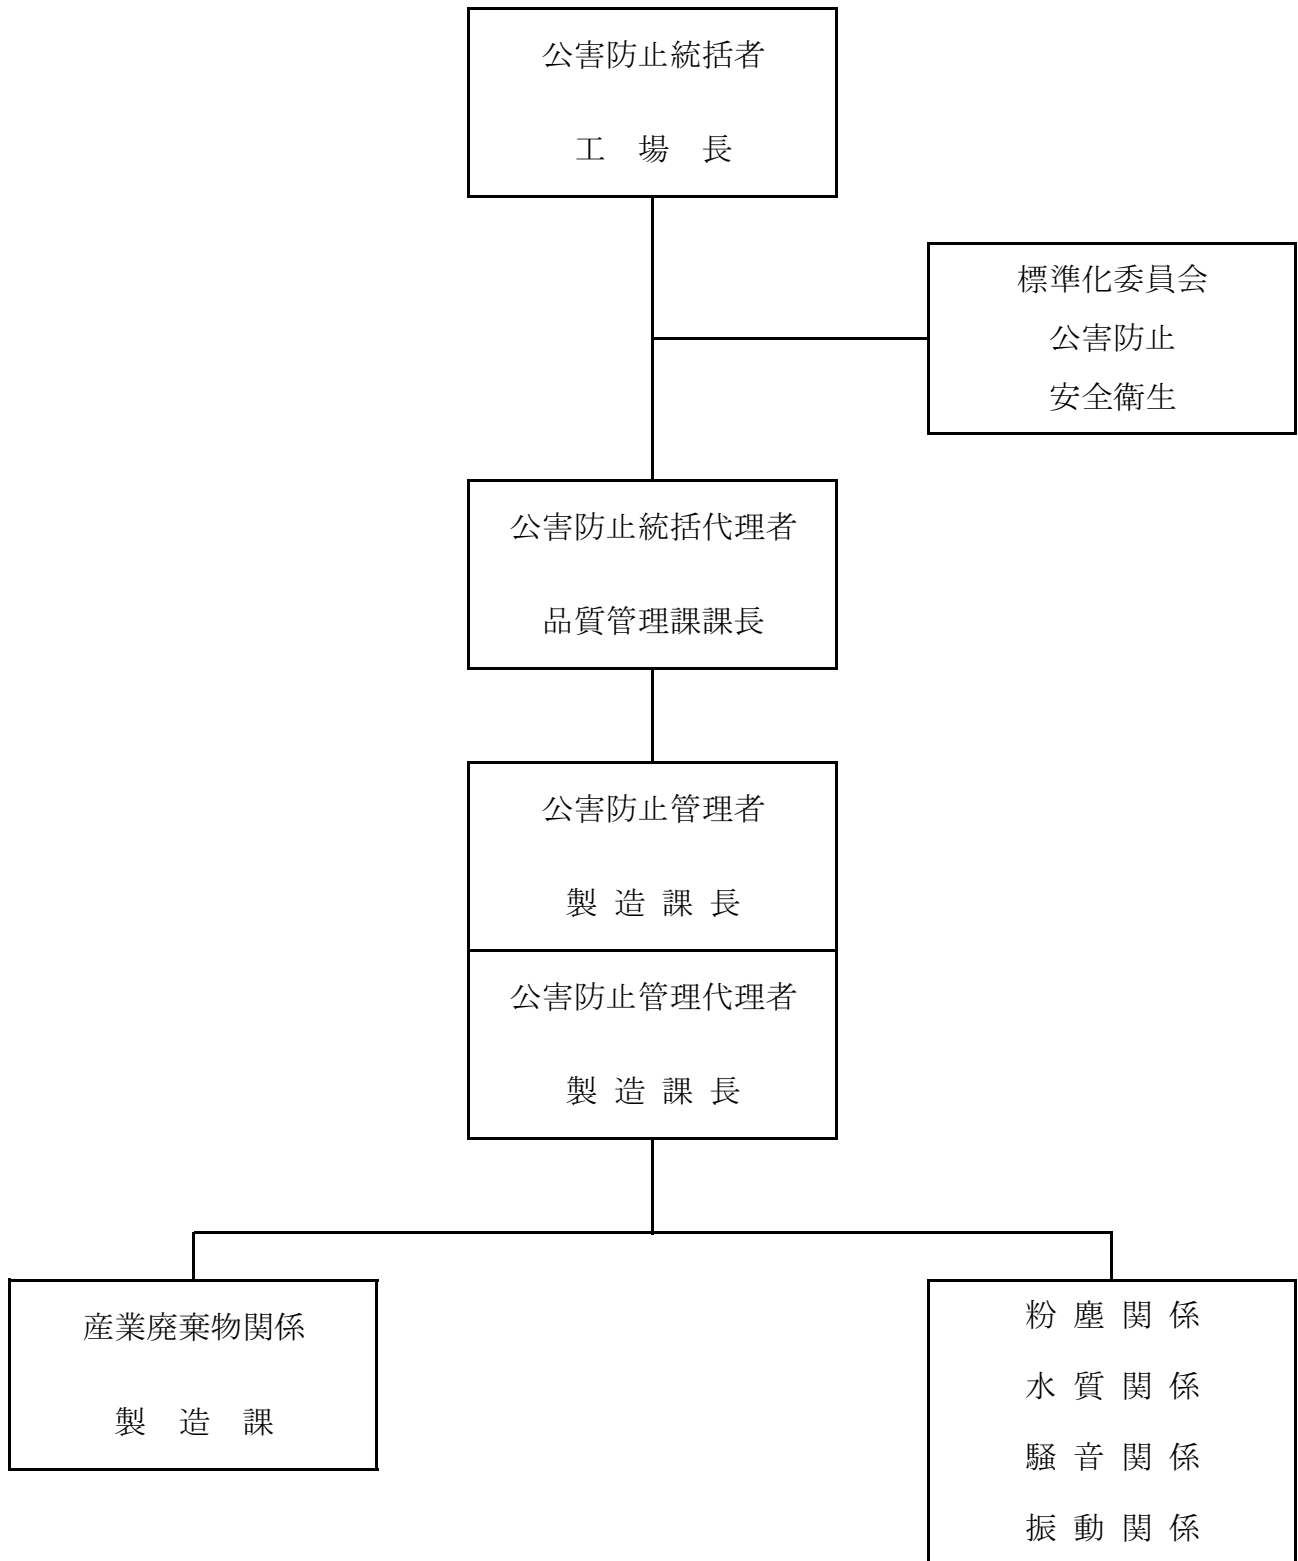 公害防止統括者
工 場 長
標準化委員会
公害防止
安全衛生
公害防止統括代理者
品質管理課課長
公害防止管理者
製 造 課 長
公害防止管理代理者
製 造 課 長
産業廃棄物関係
製 造 課
粉 塵 関 係
水 質 関 係
騒 音 関 係
振 動 関 係